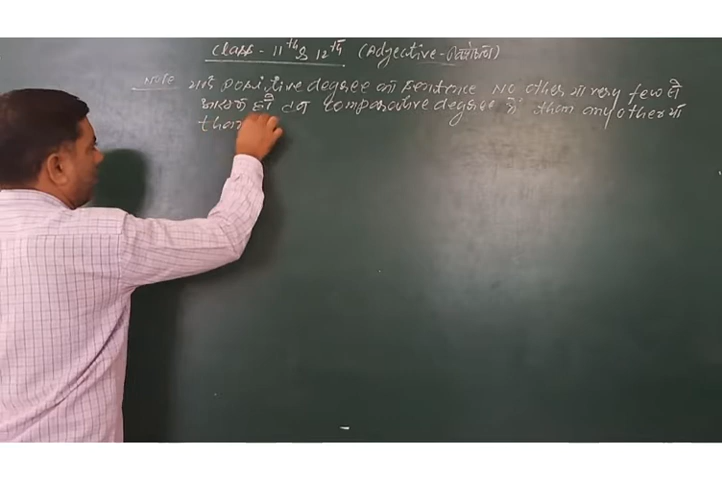 Class - 11th & 12th (Adjective - विशेषण)
Note यदि positive degree का sentence No other या very few से
आरम्भ हो तब comparative degree में than any other या
than